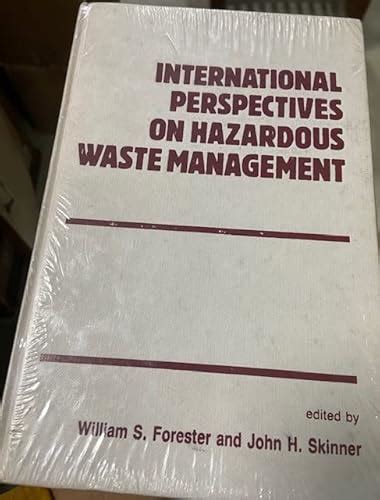 INTERNATIONAL
PERSPECTIVES
ON HAZARDOUS
WASTE MANAGEMENT
edited by
William S. Forester and John H. Skinner